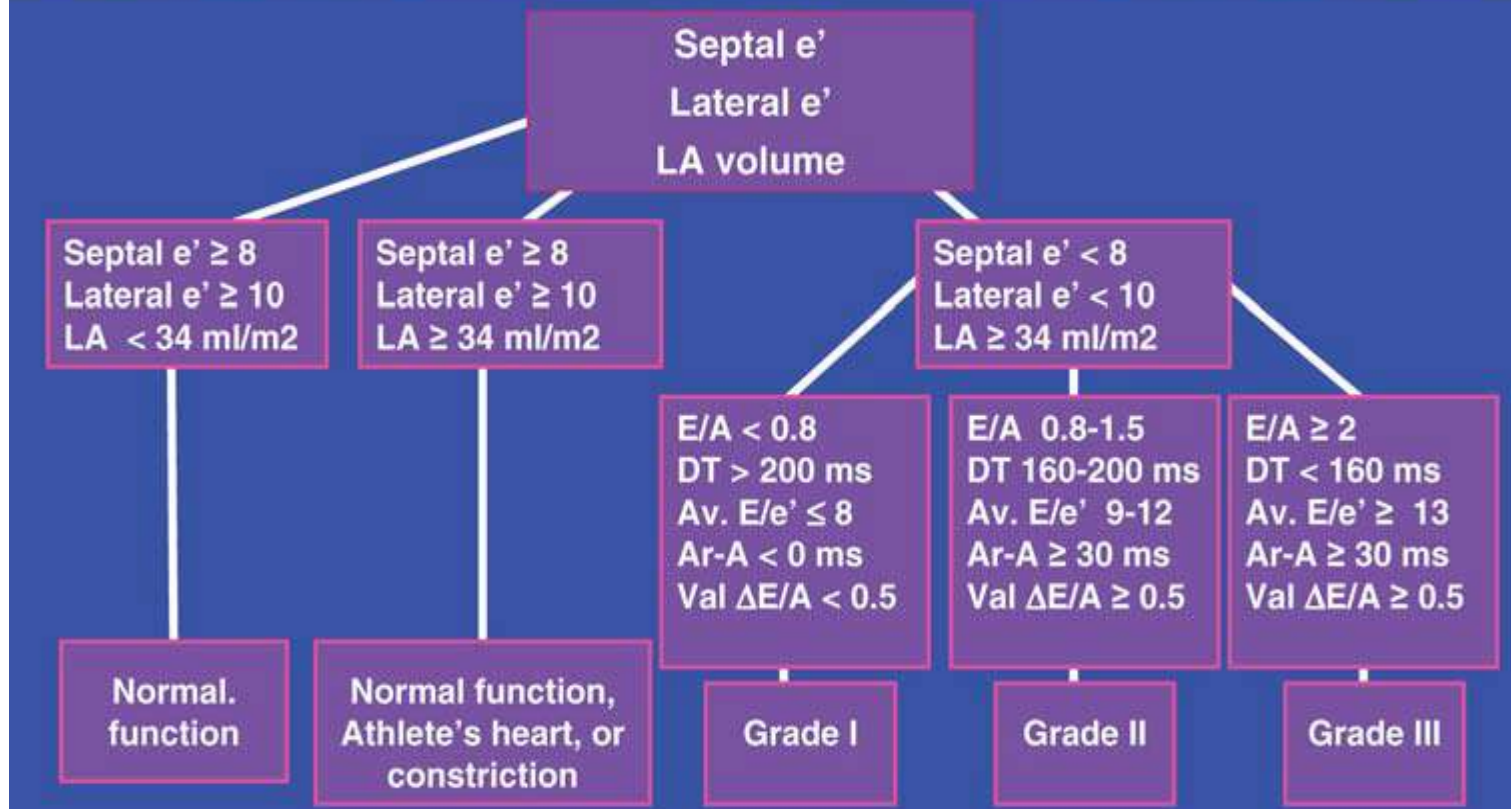 Septal e’
Lateral e’
LA volume
Septal e’ ≥ 8
Lateral e’ ≥ 10
LA < 34 ml/m2
Septal e’ ≥ 8
Lateral e’ ≥ 10
LA ≥ 34 ml/m2
Septal e’ < 8
Lateral e’ < 10
LA ≥ 34 ml/m2
E/A < 0.8
DT > 200 ms
Av. E/e’ ≤ 8
Ar-A < 0 ms
Val ΔE/A < 0.5
E/A 0.8-1.5
DT 160-200 ms
Av. E/e’ 9-12
Ar-A ≥ 30 ms
Val ΔE/A ≥ 0.5
E/A ≥ 2
DT < 160 ms
Av. E/e’ ≥ 13
Ar-A ≥ 30 ms
Val ΔE/A ≥ 0.5
Normal.
function
Normal function,
Athlete’s heart, or
constriction
Grade I
Grade II
Grade III